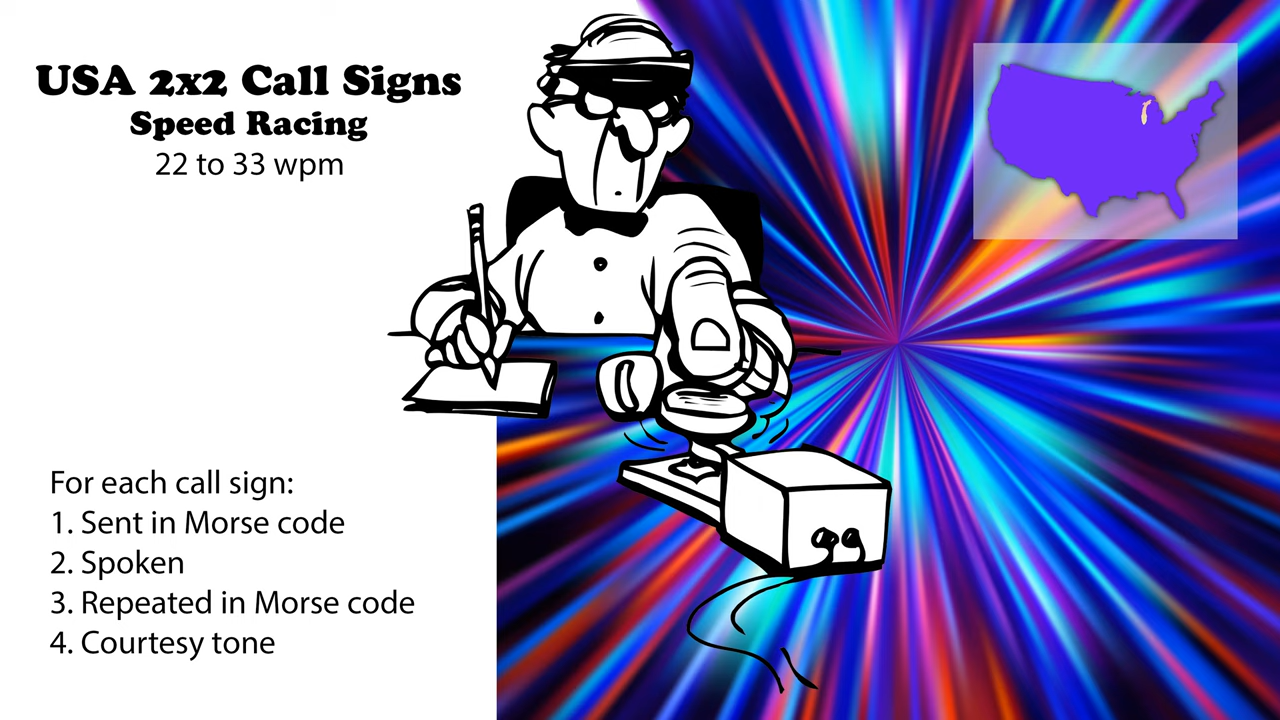 USA 2x2 Call Signs
Speed Racing
22 to 33 wpm
For each call sign:
1. Sent in Morse code
2. Spoken
3. Repeated in Morse code
4. Courtesy tone